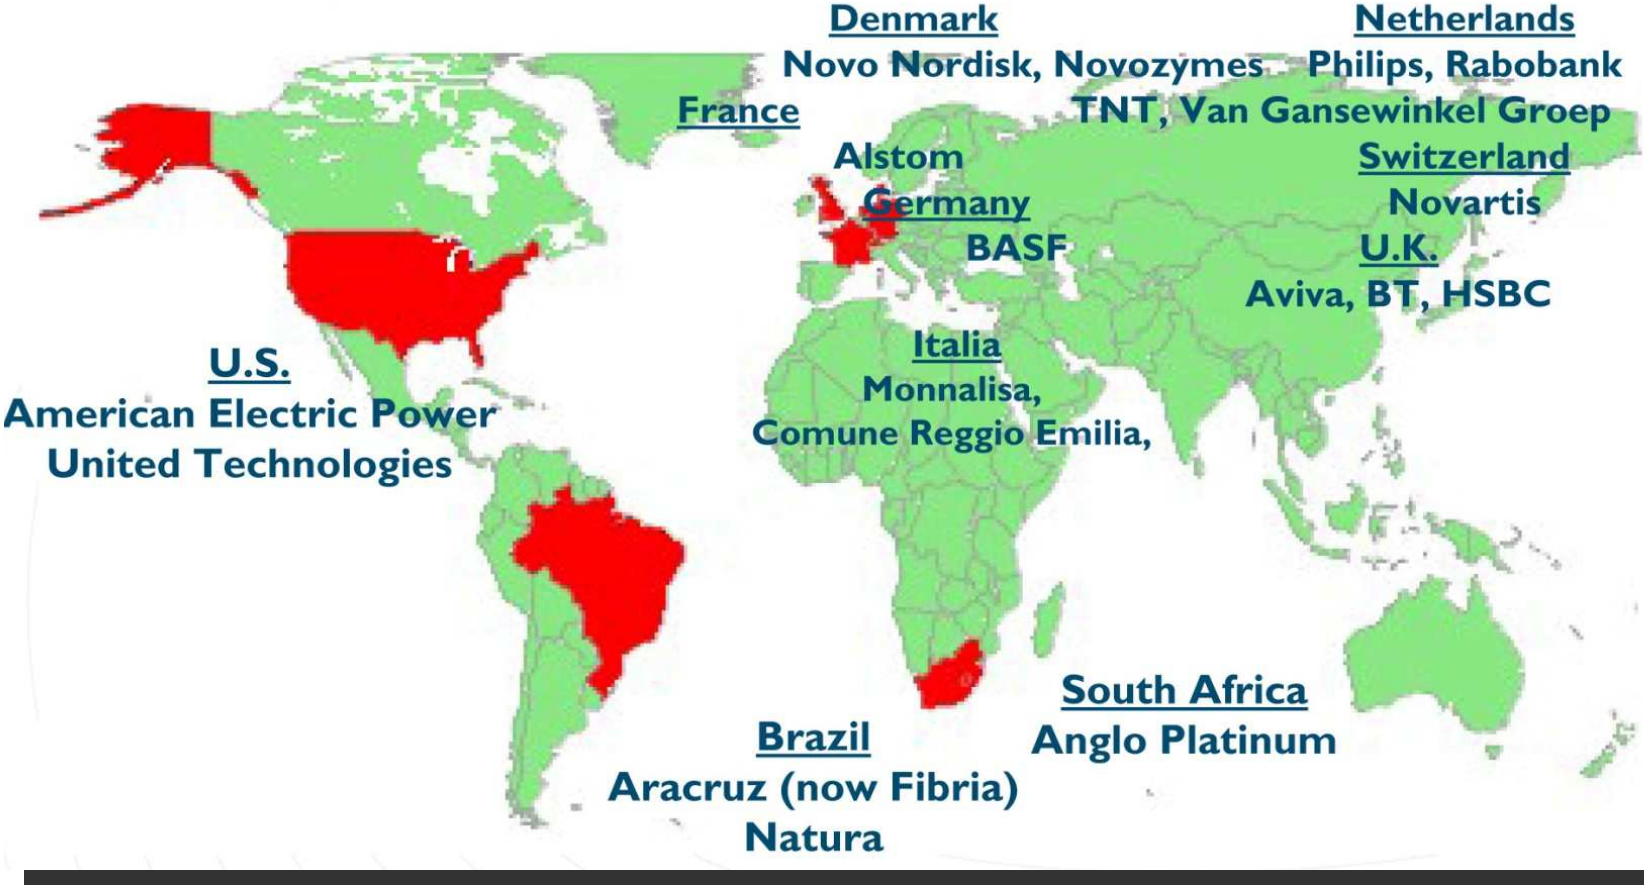 Denmark
Novo Nordisk, Novozymes
Netherlands
Philips, Rabobank
TNT, Van Gansewinkel Groep
France
Alstom
Switzerland
Novartis
Germany
BASF
U.K.
Aviva, BT, HSBC
Italia
Monnalisa,
Comune Reggio Emilia,
U.S.
American Electric Power
United Technologies
South Africa
Anglo Platinum
Brazil
Aracruz (now Fibria)
Natura